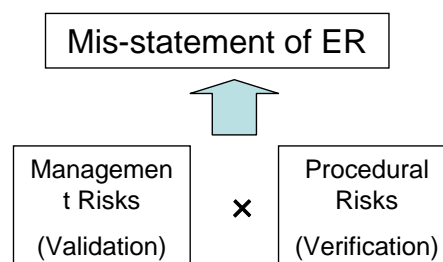 Mis-statement of ER
Managemen
t Risks
(Validation)
×
Procedural
Risks
(Verification)